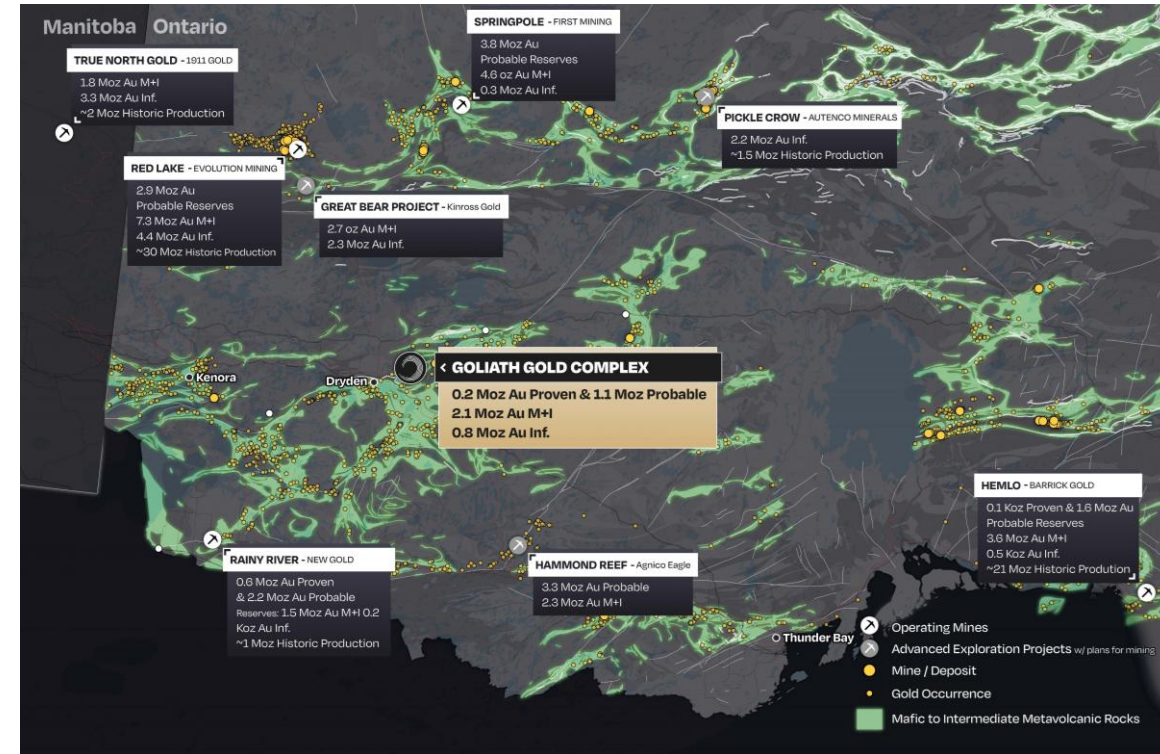 Manitoba Ontario
TRUE NORTH GOLD - 1911 GOLD
1.8 Moz Au M+I
3.3 Moz Au Inf.
~2 Moz Historic Production
SPRINGPOLE - FIRST MINING
3.8 Moz Au
Probable Reserves
4.6 oz Au M+I
0.3 Moz Au Inf.
PICKLE CROW - AUTENCO MINERALS
2.2 Moz Au Inf.
~1.5 Moz Historic Production
RED LAKE - EVOLUTION MINING
2.9 Moz Au
Probable Reserves
7.3 Moz Au M+I
4.4 Moz Au Inf.
~30 Moz Historic Production
GREAT BEAR PROJECT - Kinross Gold
2.7 oz Au M+I
2.3 Moz Au Inf.
Kenora
Dryden
< GOLIATH GOLD COMPLEX
0.2 Moz Au Proven & 1.1 Moz Probable
2.1 Moz Au M+I
0.8 Moz Au Inf.
HEMLO - BARRICK GOLD
0.1 Koz Proven & 1.6 Moz Au
Probable Reserves
3.6 Moz Au M+I
0.5 Koz Au Inf.
~21 Moz Historic Prodution
RAINY RIVER - NEW GOLD
0.6 Moz Au Proven
& 2.2 Moz Au Probable
Reserves: 1.5 Moz Au M+I 0.2
Koz Au Inf.
~1 Moz Historic Production
HAMMOND REEF - Agnico Eagle
3.3 Moz Au Probable
2.3 Moz Au M+I
Thunder Bay
Operating Mines
Advanced Exploration Projects w/ plans for mining
Mine / Deposit
Gold Occurrence
Mafic to Intermediate Metavolcanic Rocks